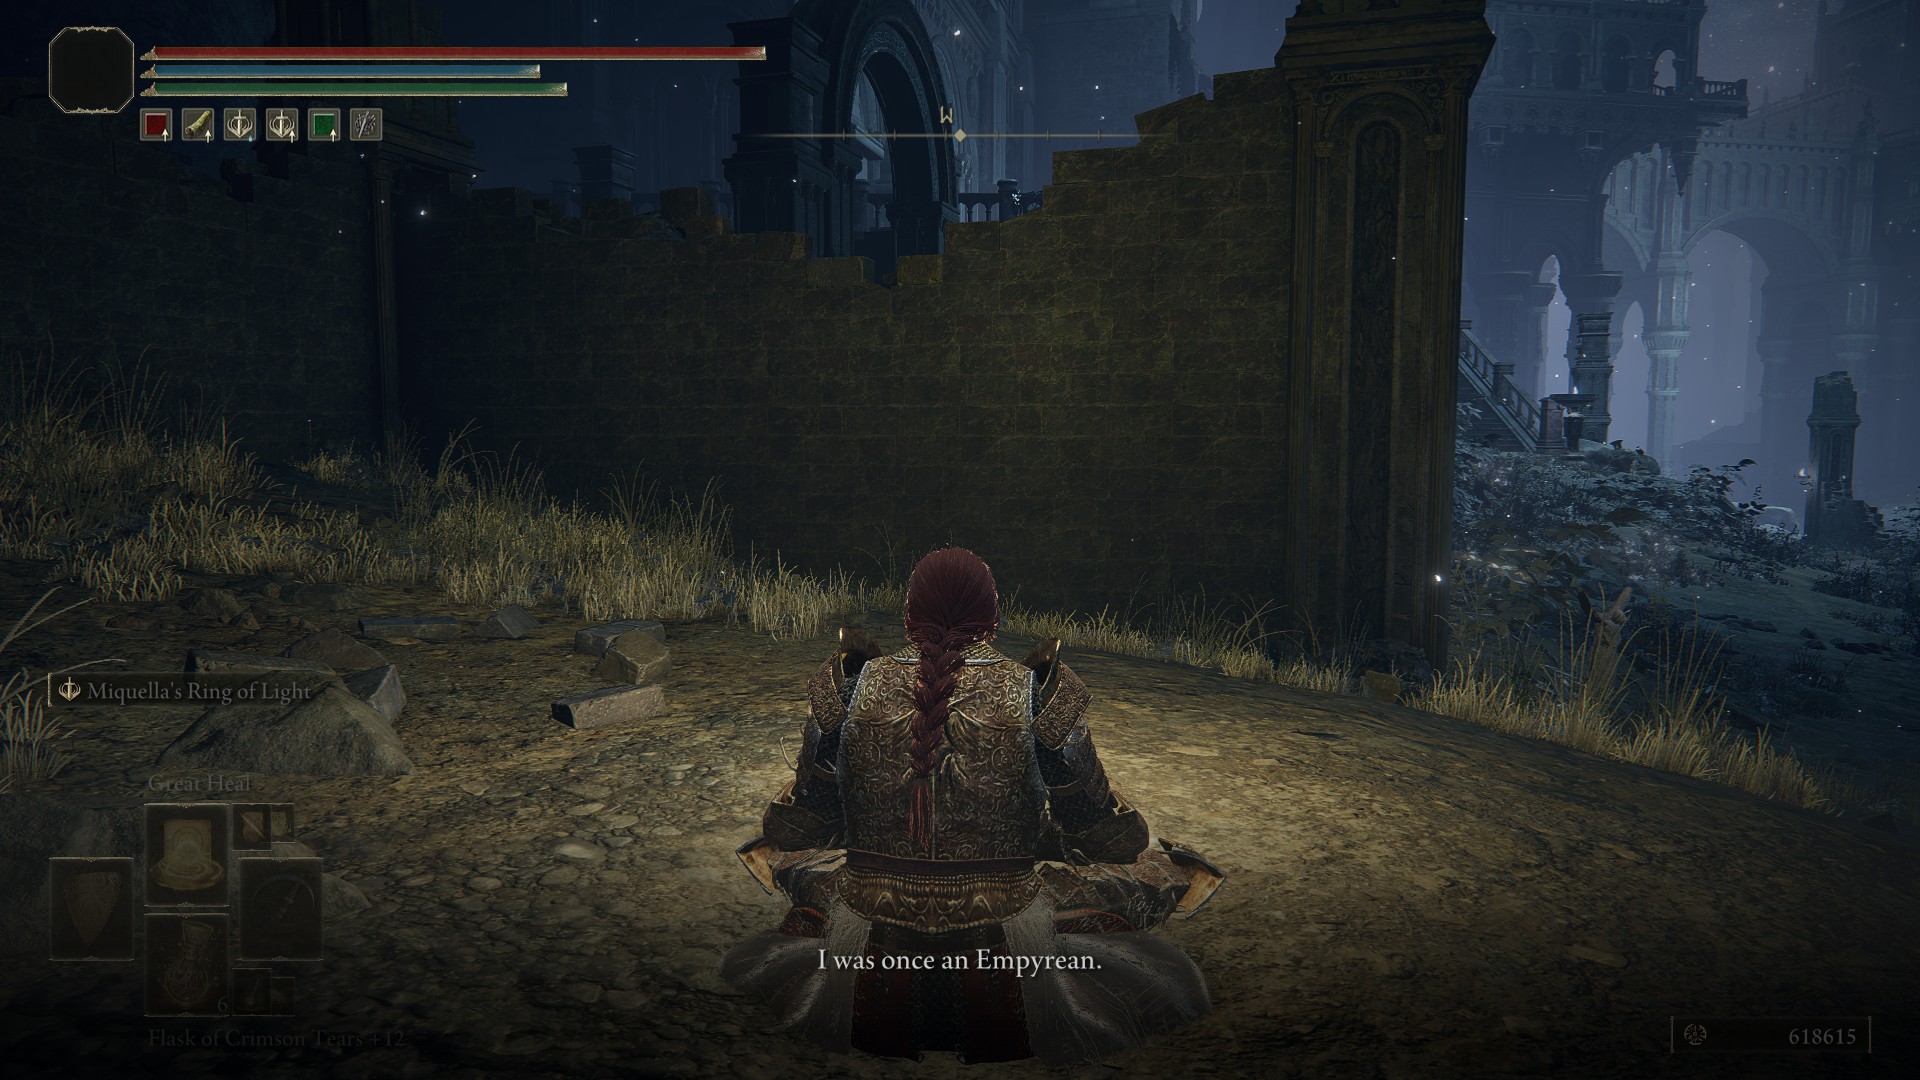 W
Miquella's Ring of Light
Great Heal
6
Flask of Crimson Tears +12
I was once an Empyrean.
618615